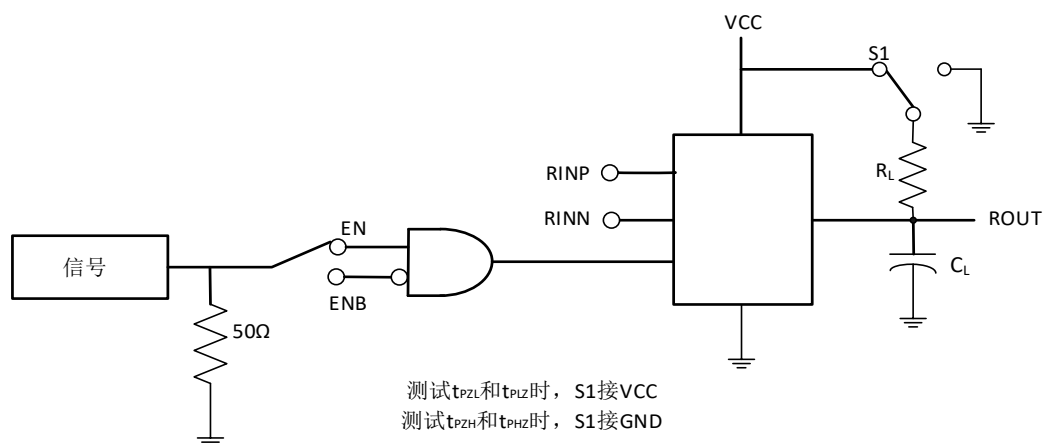 VCC
S1
RINP
RL
RINN
ROUT
EN
信号
CL
ENB
50Ω
测试tPZL和tPLZ时，S1接VCC
测试tPZH和tPHZ时，S1接GND